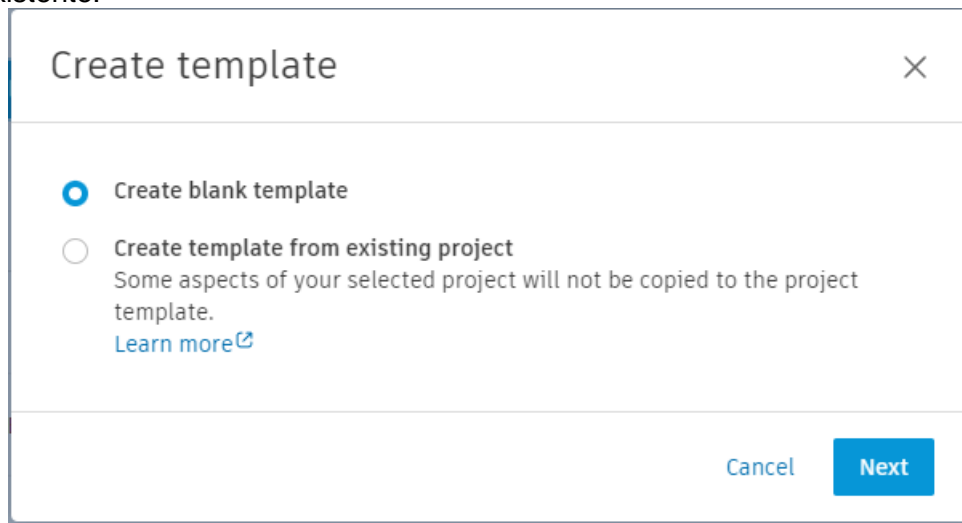 Create template
Create blank template
Create template from existing project
Some aspects of your selected project will not be copied to the project
template.
Learn more
Cancel
Next